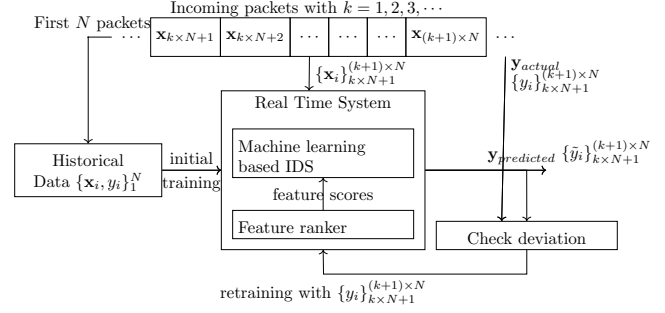 Incoming packets with k = 1, 2, 3, ⋯
First N packets
⋯ x_{k×N+1} x_{k×N+2} ⋯ ⋯ ⋯ x_{(k+1)×N} ⋯
{x_i}_{k×N+1}^{(k+1)×N}
y_{actual}
{y_i}_{k×N+1}^{(k+1)×N}
Real Time System
Machine learning
based IDS
feature scores
Feature ranker
Historical
Data {x_i, y_i}_1^N
initial
training
y_{predicted} {ỹ_i}_{k×N+1}^{(k+1)×N}
Check deviation
retraining with {y_i}_{k×N+1}^{(k+1)×N}